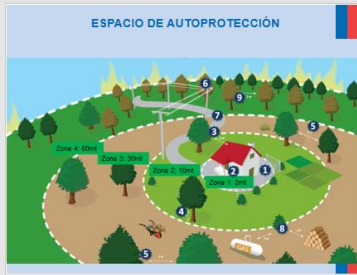 ESPACIO DE AUTOPROTECCIÓN
6
9
7
3
5
Zona 4: 60mt
Zona 3: 30mt
Zona 2: 10mt
2
1
Zona 1: 2mt
4
8
5
GAS